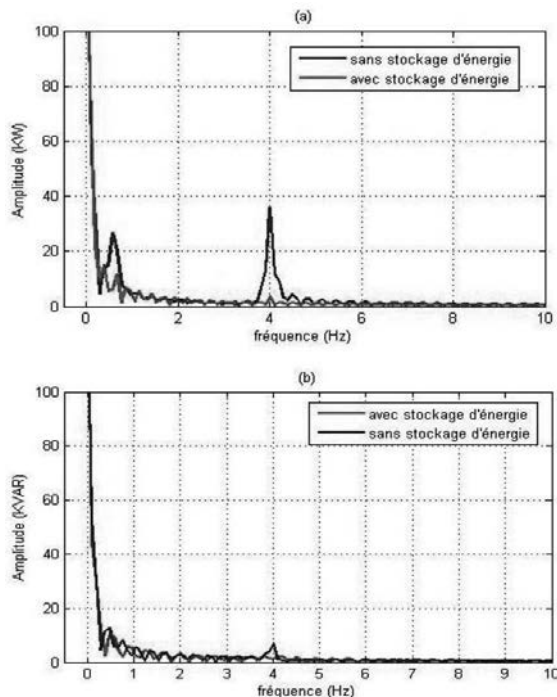 (a)
100
80
60
40
20
0
Amplitude (KW)
sans stockage d'énergie
avec stockage d'énergie
0 2 4 6 8 10
fréquence (Hz)
(b)
100
80
60
40
20
0
Amplitude (KVAR)
avec stockage d'énergie
sans stockage d'énergie
0 1 2 3 4 5 6 7 8 9 10
fréquence (Hz)